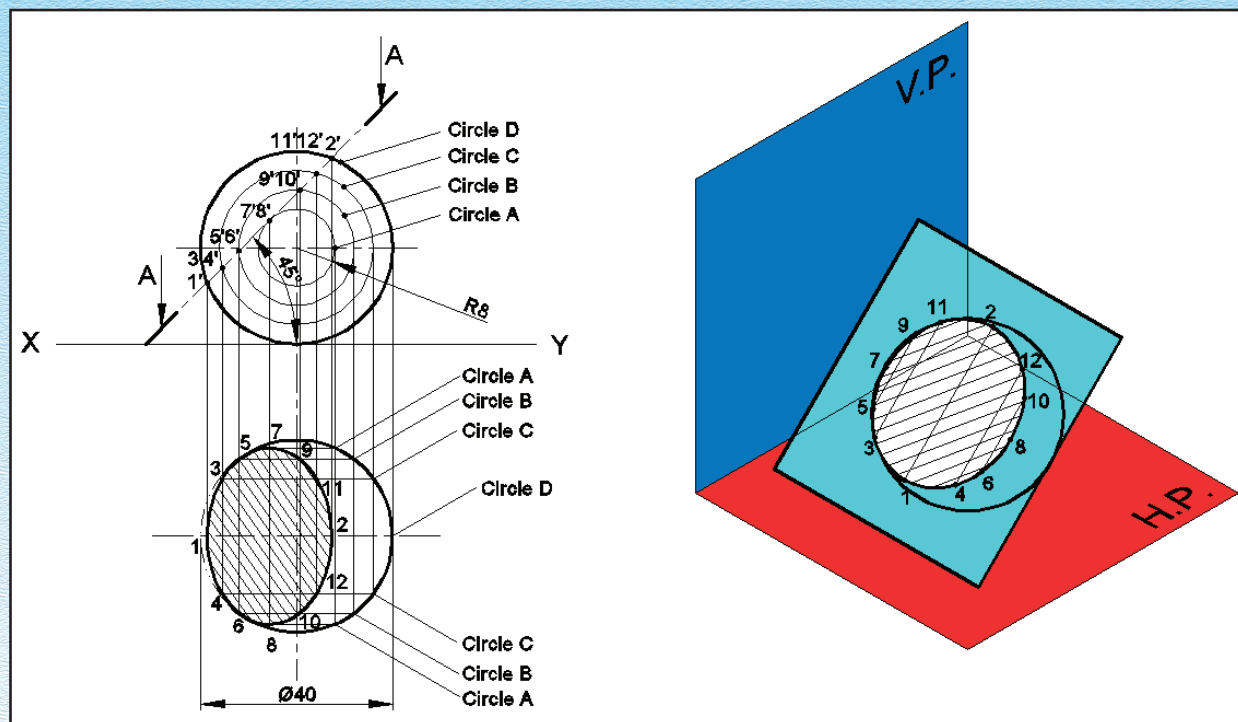 A
11'12' 2'
Circle D
Circle C
9'10'
Circle B
7'8'
Circle A
5'6'
3'4'
45°
A
1'
R8
X
Y
Circle A
Circle B
7
5
9
Circle C
3
11
Circle D
2
1
12
4
10
6
8
Circle C
Circle B
Ø40
Circle A
V.P.
11
2
9
7
12
5
10
3
8
6
1
4
H.P.